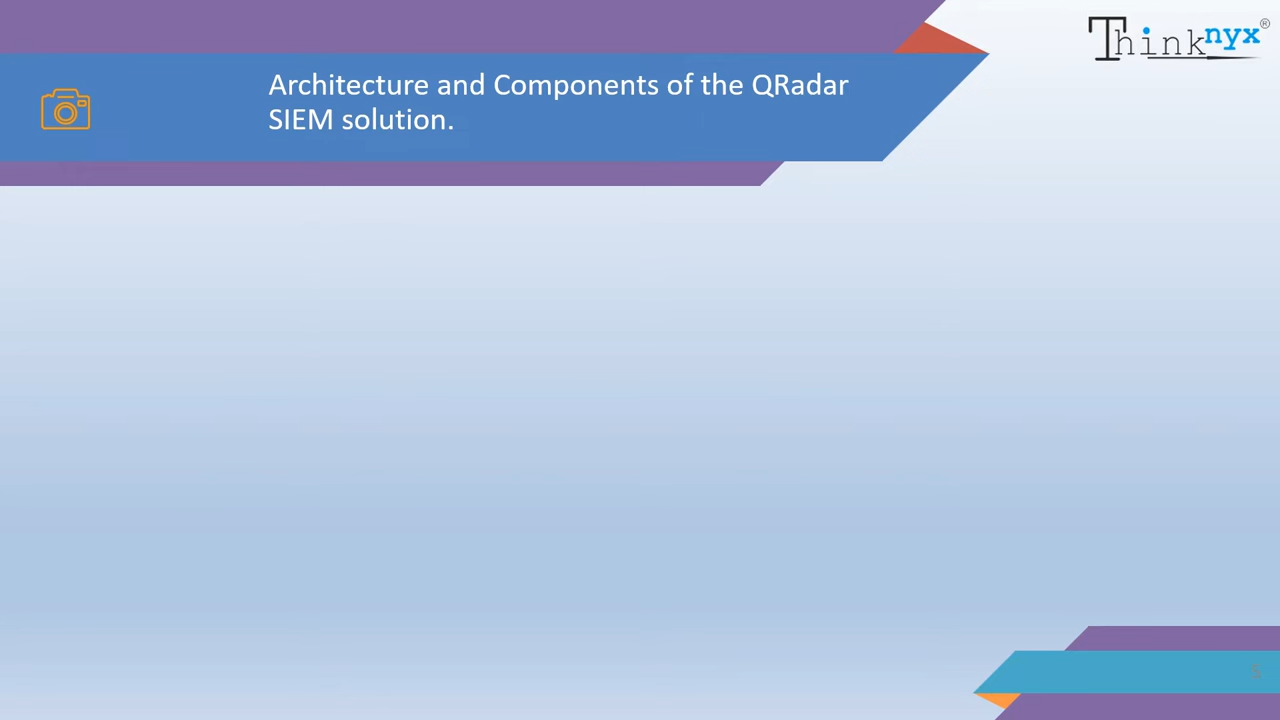 Thinknyx®
Architecture and Components of the QRadar
SIEM solution.